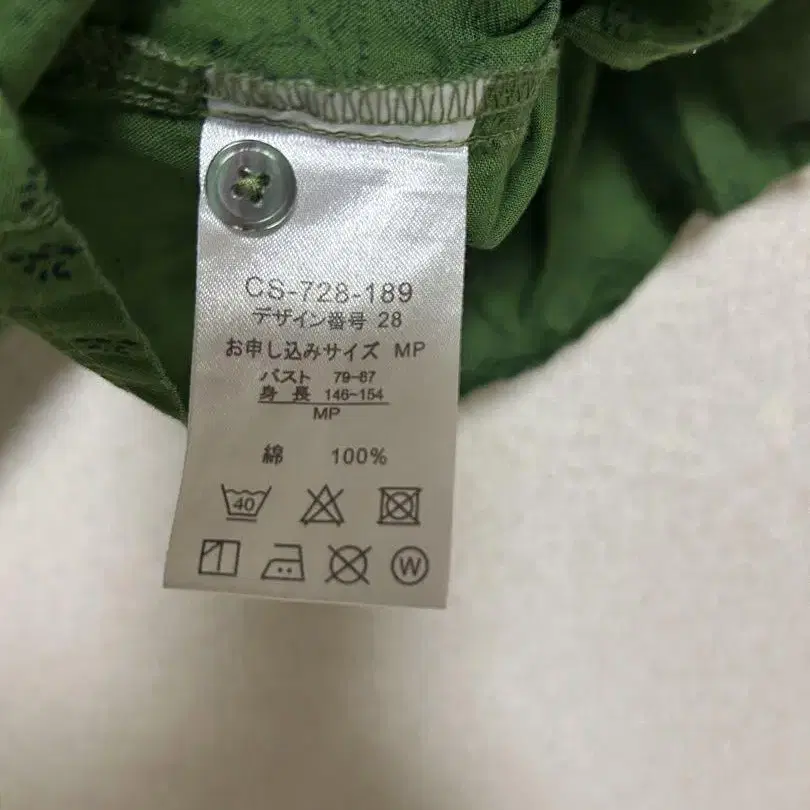 CS-728-189
デザイン番号 28
お申し込みサイズ MP
バスト 79-87
身長 146-154
MP
綿 100%
40
W